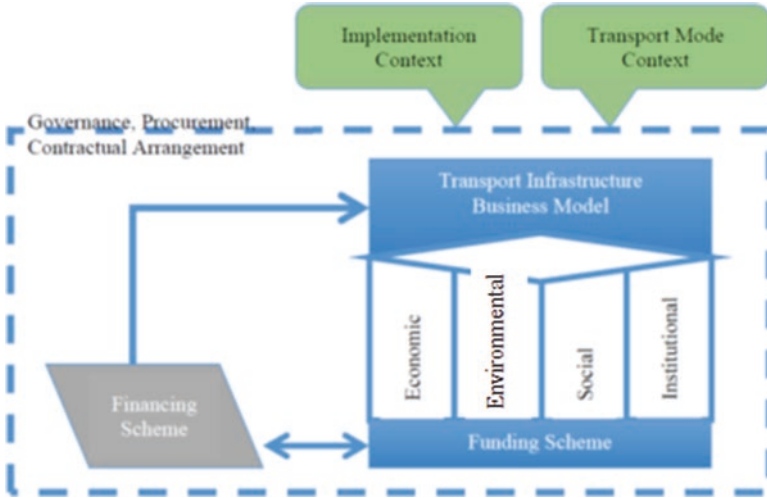 Implementation
Context
Transport Mode
Context
Governance, Procurement,
Contractual Arrangement
Transport Infrastructure
Business Model
Economic
Environmental
Social
Institutional
Financing
Scheme
Funding Scheme